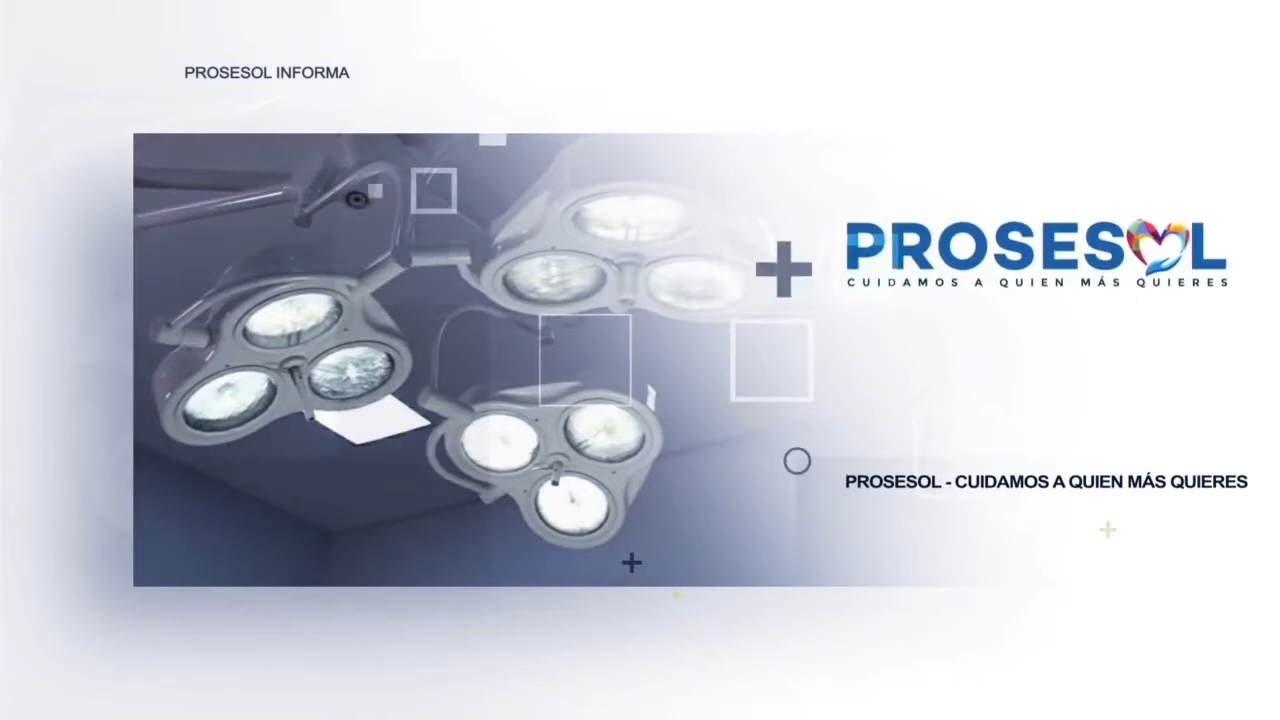 PROSESOL INFORMA
PROSESOL
CUIDAMOS A QUIEN MÁS QUIERES
PROSESOL - CUIDAMOS A QUIEN MÁS QUIERES